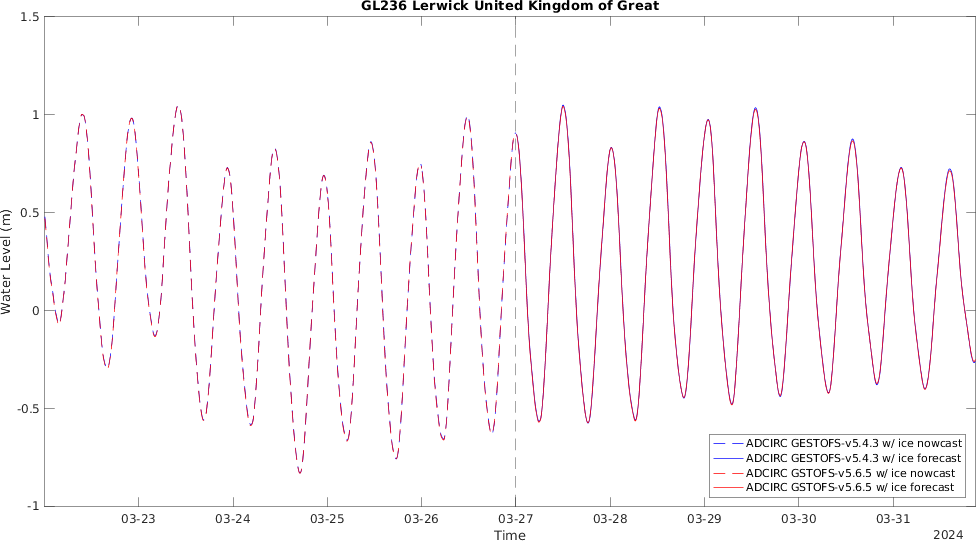 GL236 Lerwick United Kingdom of Great
1.5
1
0.5
0
-0.5
-1
Water Level (m)
ADCIRC GESTOFS-v5.4.3 w/ ice nowcast
ADCIRC GESTOFS-v5.4.3 w/ ice forecast
ADCIRC GSTOFS-v5.6.5 w/ ice nowcast
ADCIRC GSTOFS-v5.6.5 w/ ice forecast
03-23 03-24 03-25 03-26 03-27 03-28 03-29 03-30 03-31
Time
2024